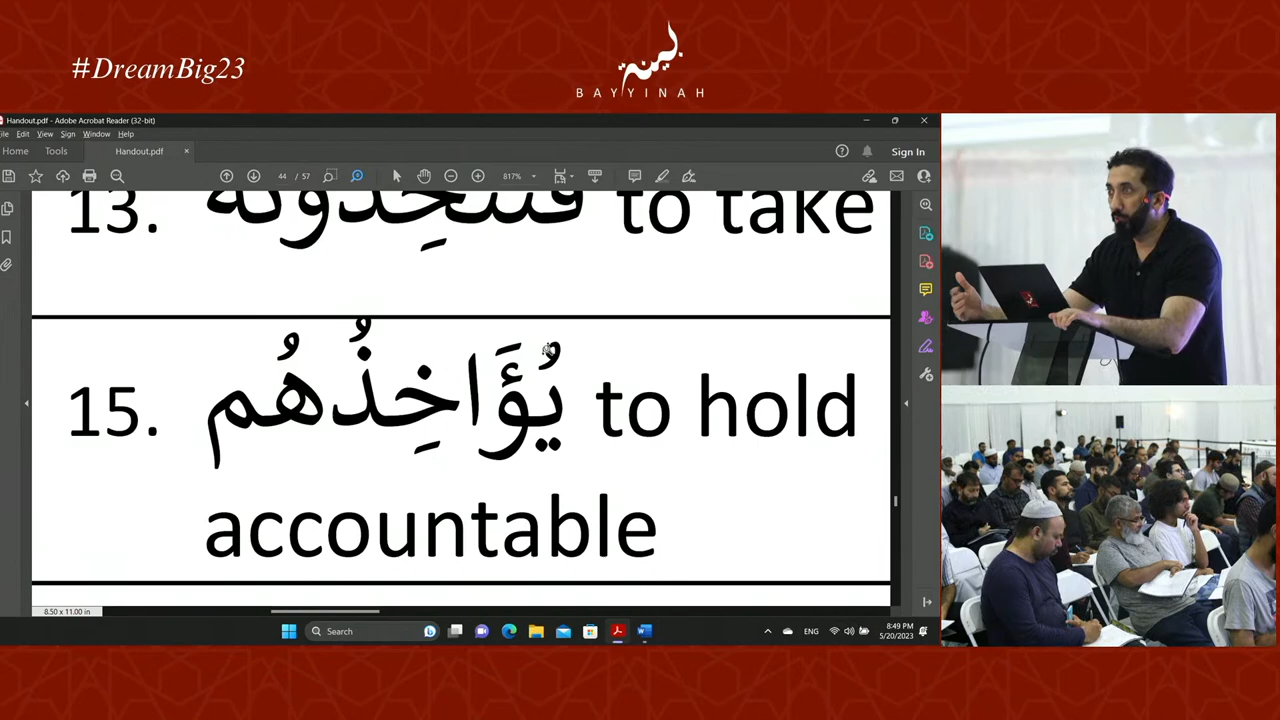 #DreamBig23
بينة
BAYYINAH
Handout.pdf - Adobe Acrobat Reader (32-bit)
ile Edit View Sign Window Help
Home Tools Handout.pdf × Sign In
44 / 57 817%
13. to take
15. يُؤَاخِذُهُم to hold
accountable
8.50 x 11.00 in
Search ENG 8:49 PM
5/20/2023